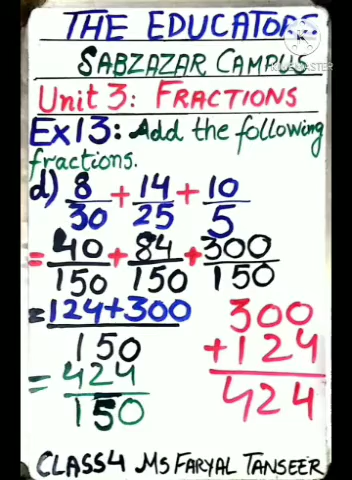 THE EDUCATORS
SABZAZAR CAMPUS
Unit 3: FRACTIONS
Ex13: Add the following
fractions.
d) 8/30 + 14/25 + 10/5
= 40/150 + 84/150 + 300/150
= 124+300/150
300
+124
424
= 424/150
CLASS4 MS FARYAL TANSEER